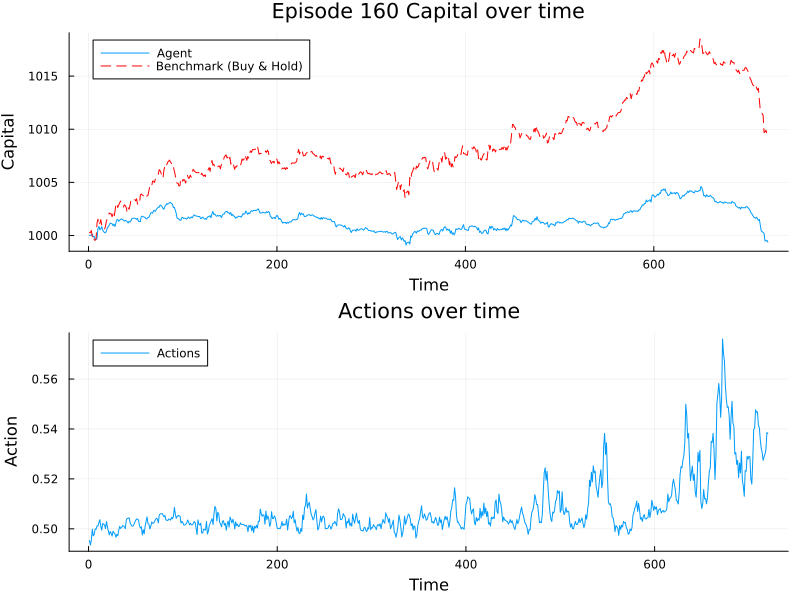 Episode 160 Capital over time
Agent
Benchmark (Buy & Hold)
1015
1010
1005
1000
Capital
0
200
400
600
Time
Actions over time
Actions
0.56
0.54
0.52
0.50
Action
0
200
400
600
Time